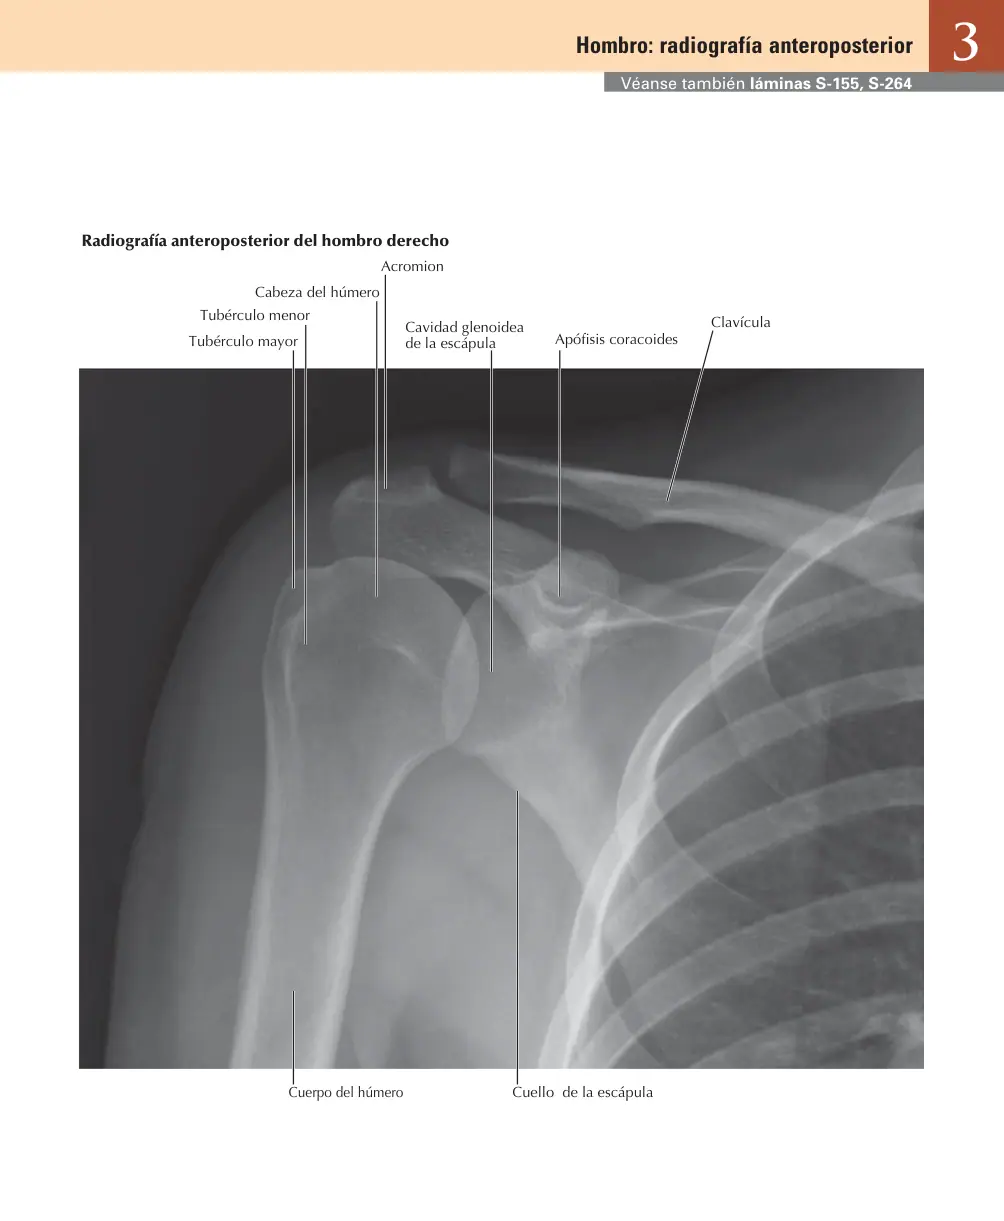 Hombro: radiografía anteroposterior
3
Véanse también láminas S-155, S-264
Radiografía anteroposterior del hombro derecho
Acromion
Cabeza del húmero
Tubérculo menor
Tubérculo mayor
Cavidad glenoidea
de la escápula
Apófisis coracoides
Clavícula
Cuerpo del húmero
Cuello de la escápula